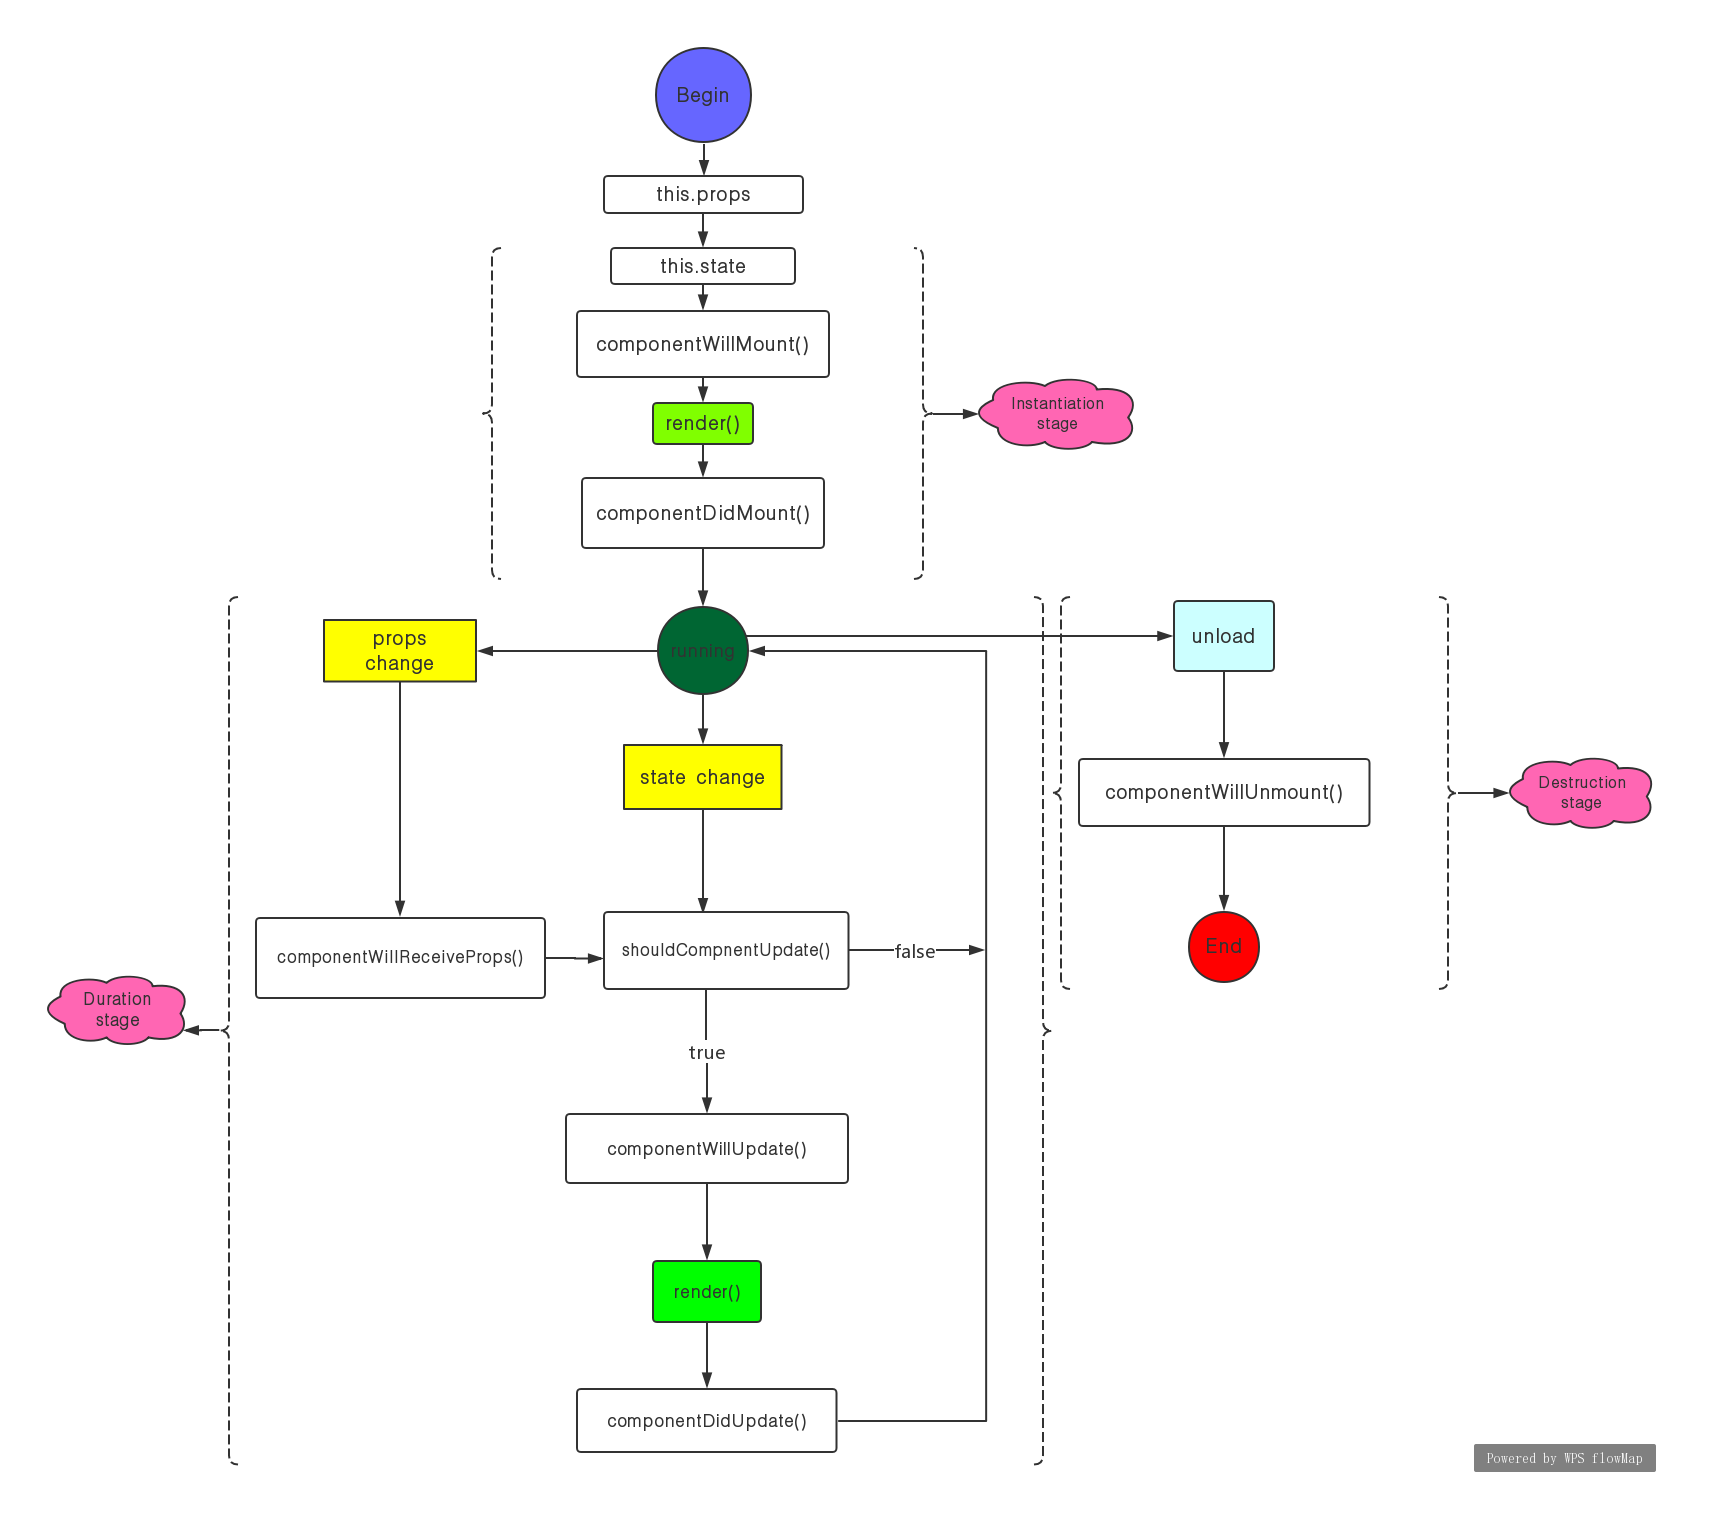 Begin
this.props
this.state
componentWillMount()
render()
componentDidMount()
Instantiation
stage
running
props
change
state change
unload
componentWillUnmount()
End
Destruction
stage
componentWillReceiveProps()
shouldCompnentUpdate()
false
true
Duration
stage
componentWillUpdate()
render()
componentDidUpdate()
Powered by WPS flowMap